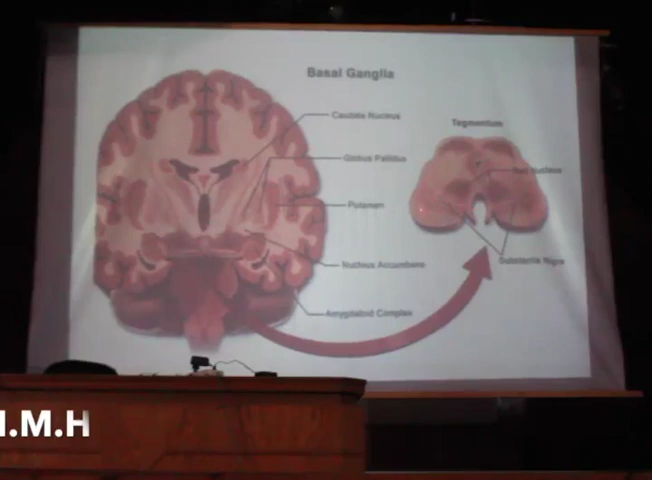 Basal Ganglia
Caudate Nucleus
Globus Pallidus
Putamen
Nucleus Accumbens
Amygdaloid Complex
Tegmentum
Red Nucleus
Substantia Nigra
I.M.H